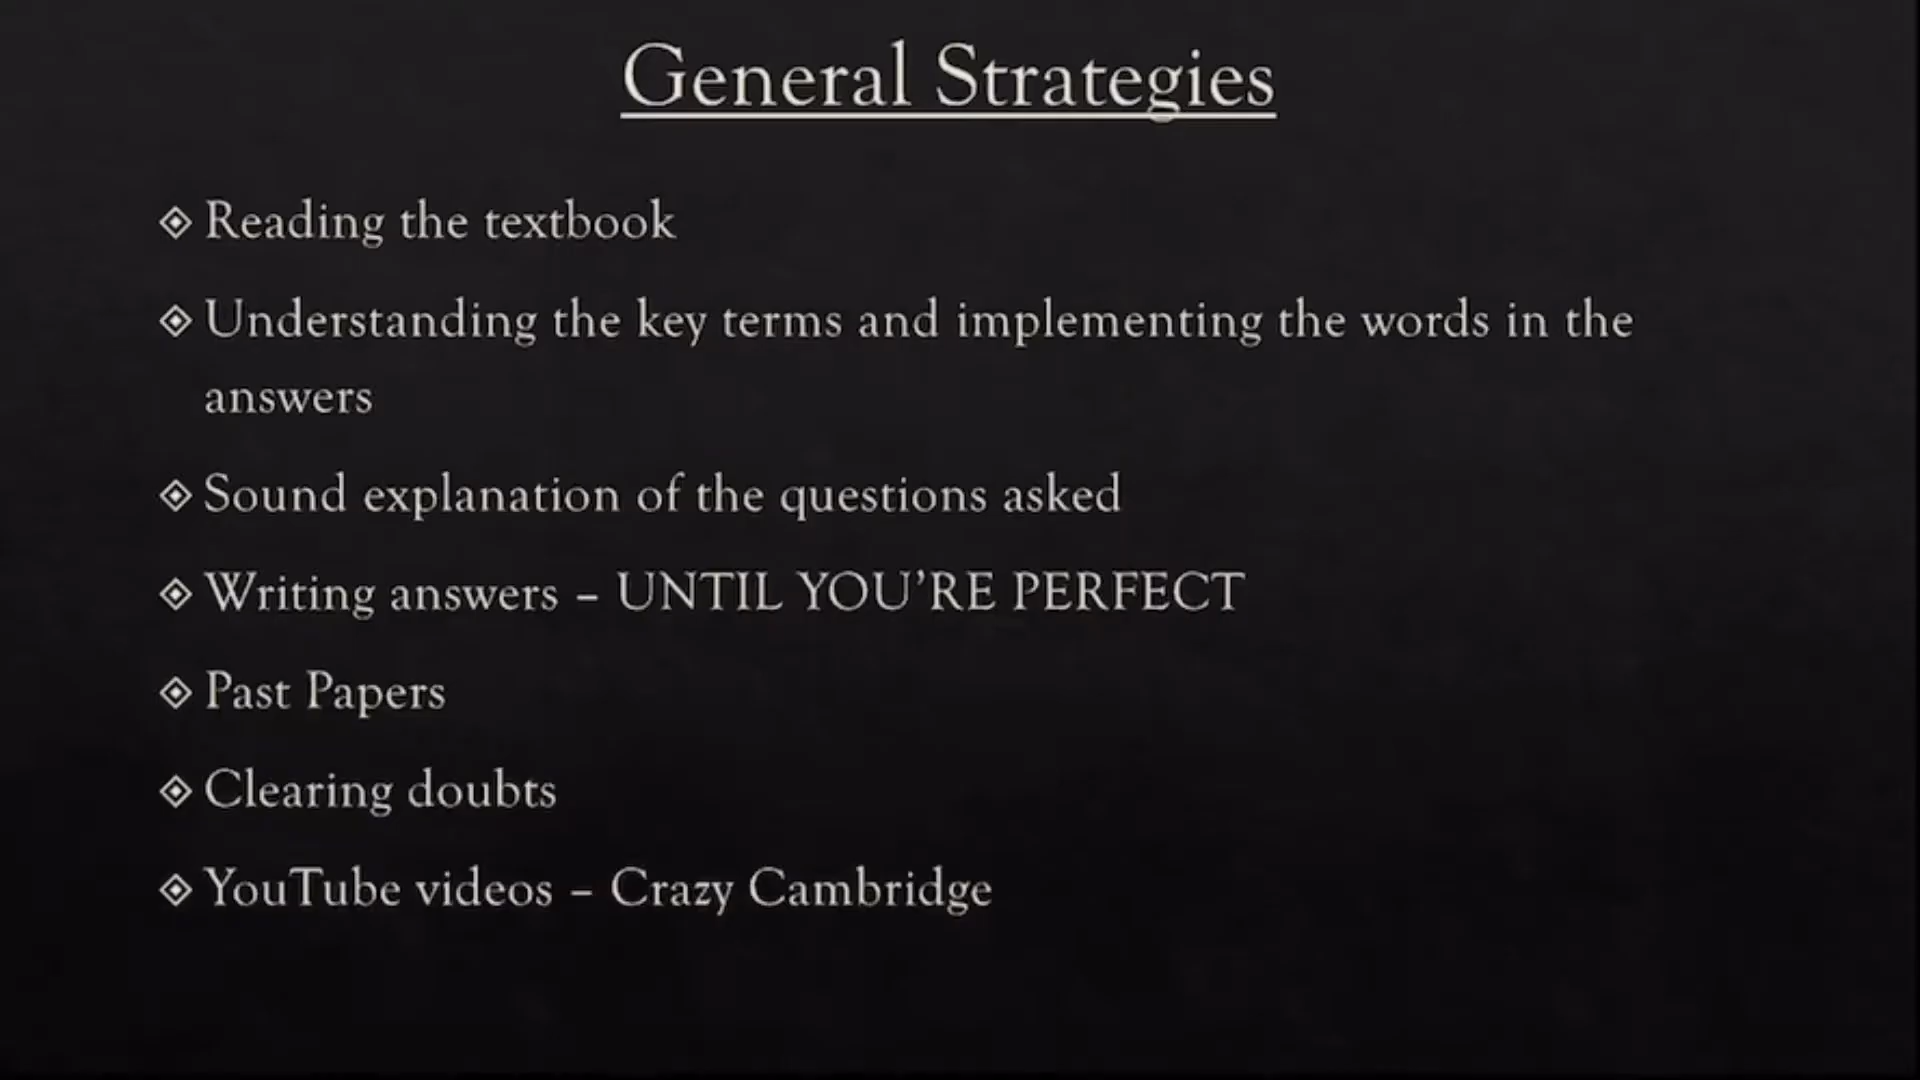 General Strategies
Reading the textbook
Understanding the key terms and implementing the words in the
answers
Sound explanation of the questions asked
Writing answers – UNTIL YOU’RE PERFECT
Past Papers
Clearing doubts
YouTube videos – Crazy Cambridge